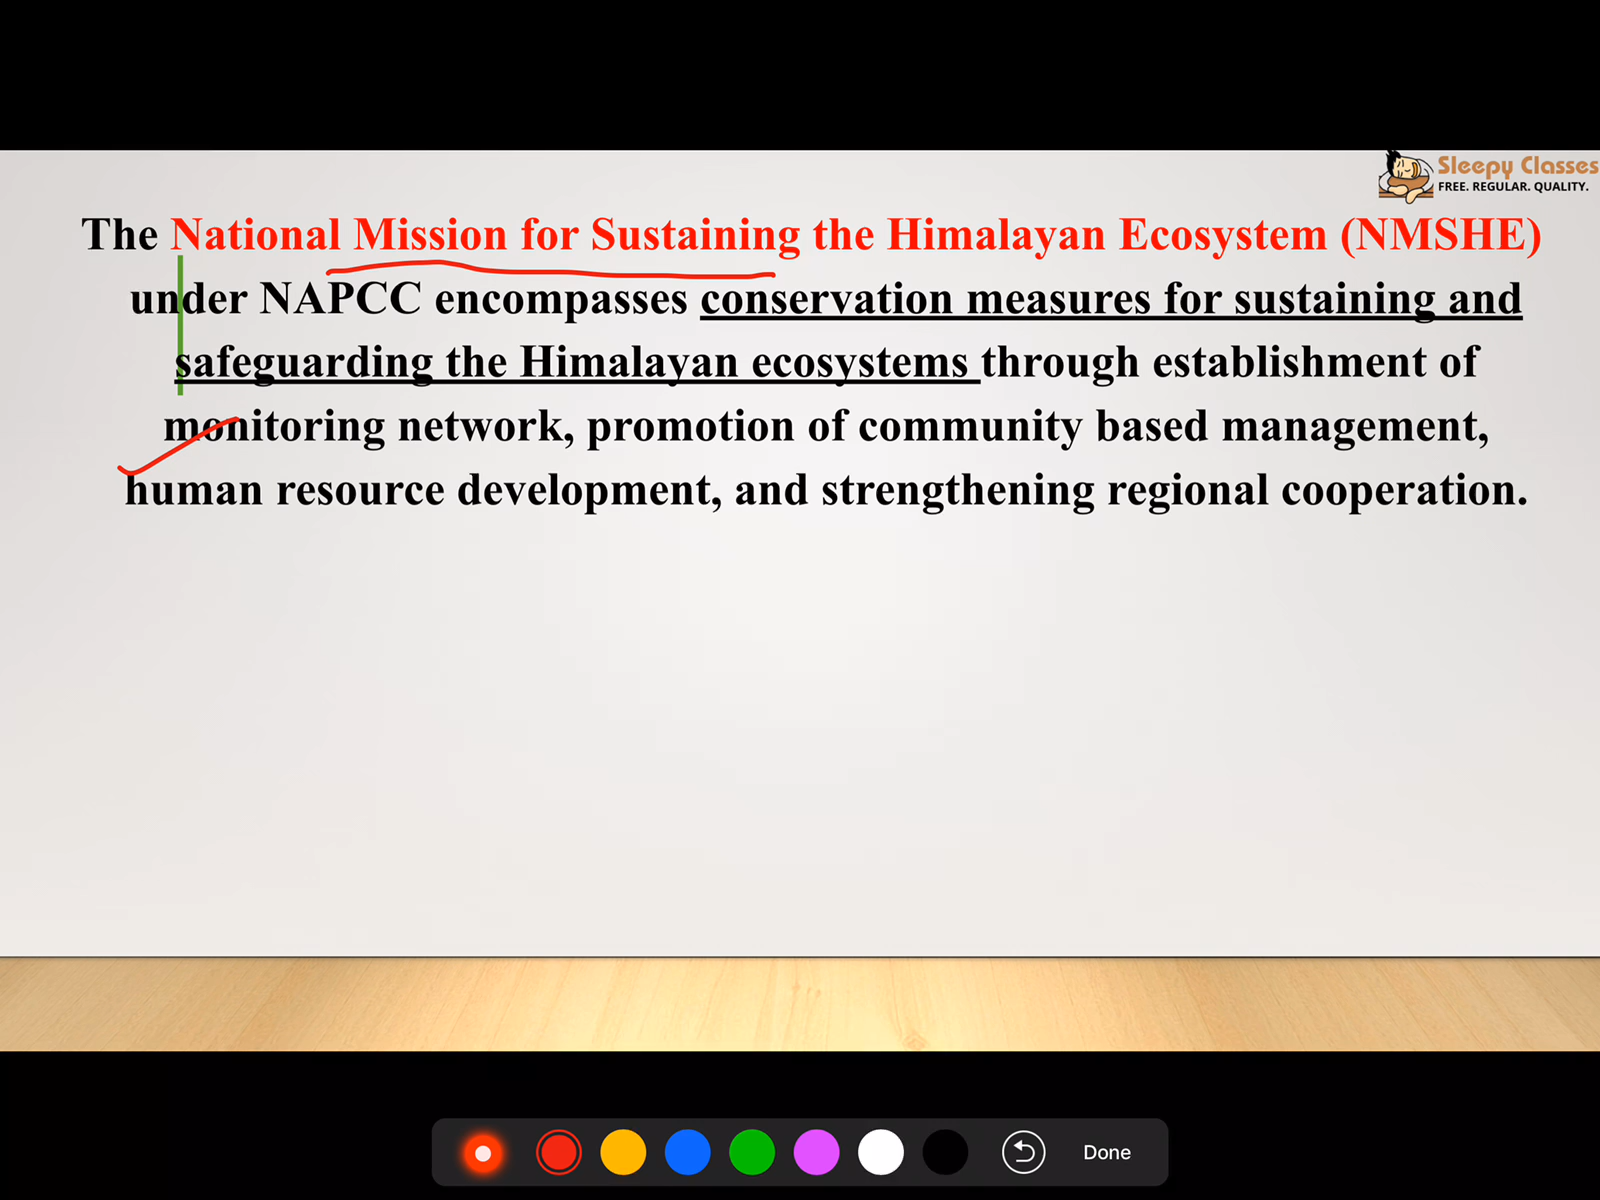 Sleepy Classes
FREE. REGULAR. QUALITY.
The National Mission for Sustaining the Himalayan Ecosystem (NMSHE)
under NAPCC encompasses conservation measures for sustaining and
safeguarding the Himalayan ecosystems through establishment of
monitoring network, promotion of community based management,
human resource development, and strengthening regional cooperation.
Done